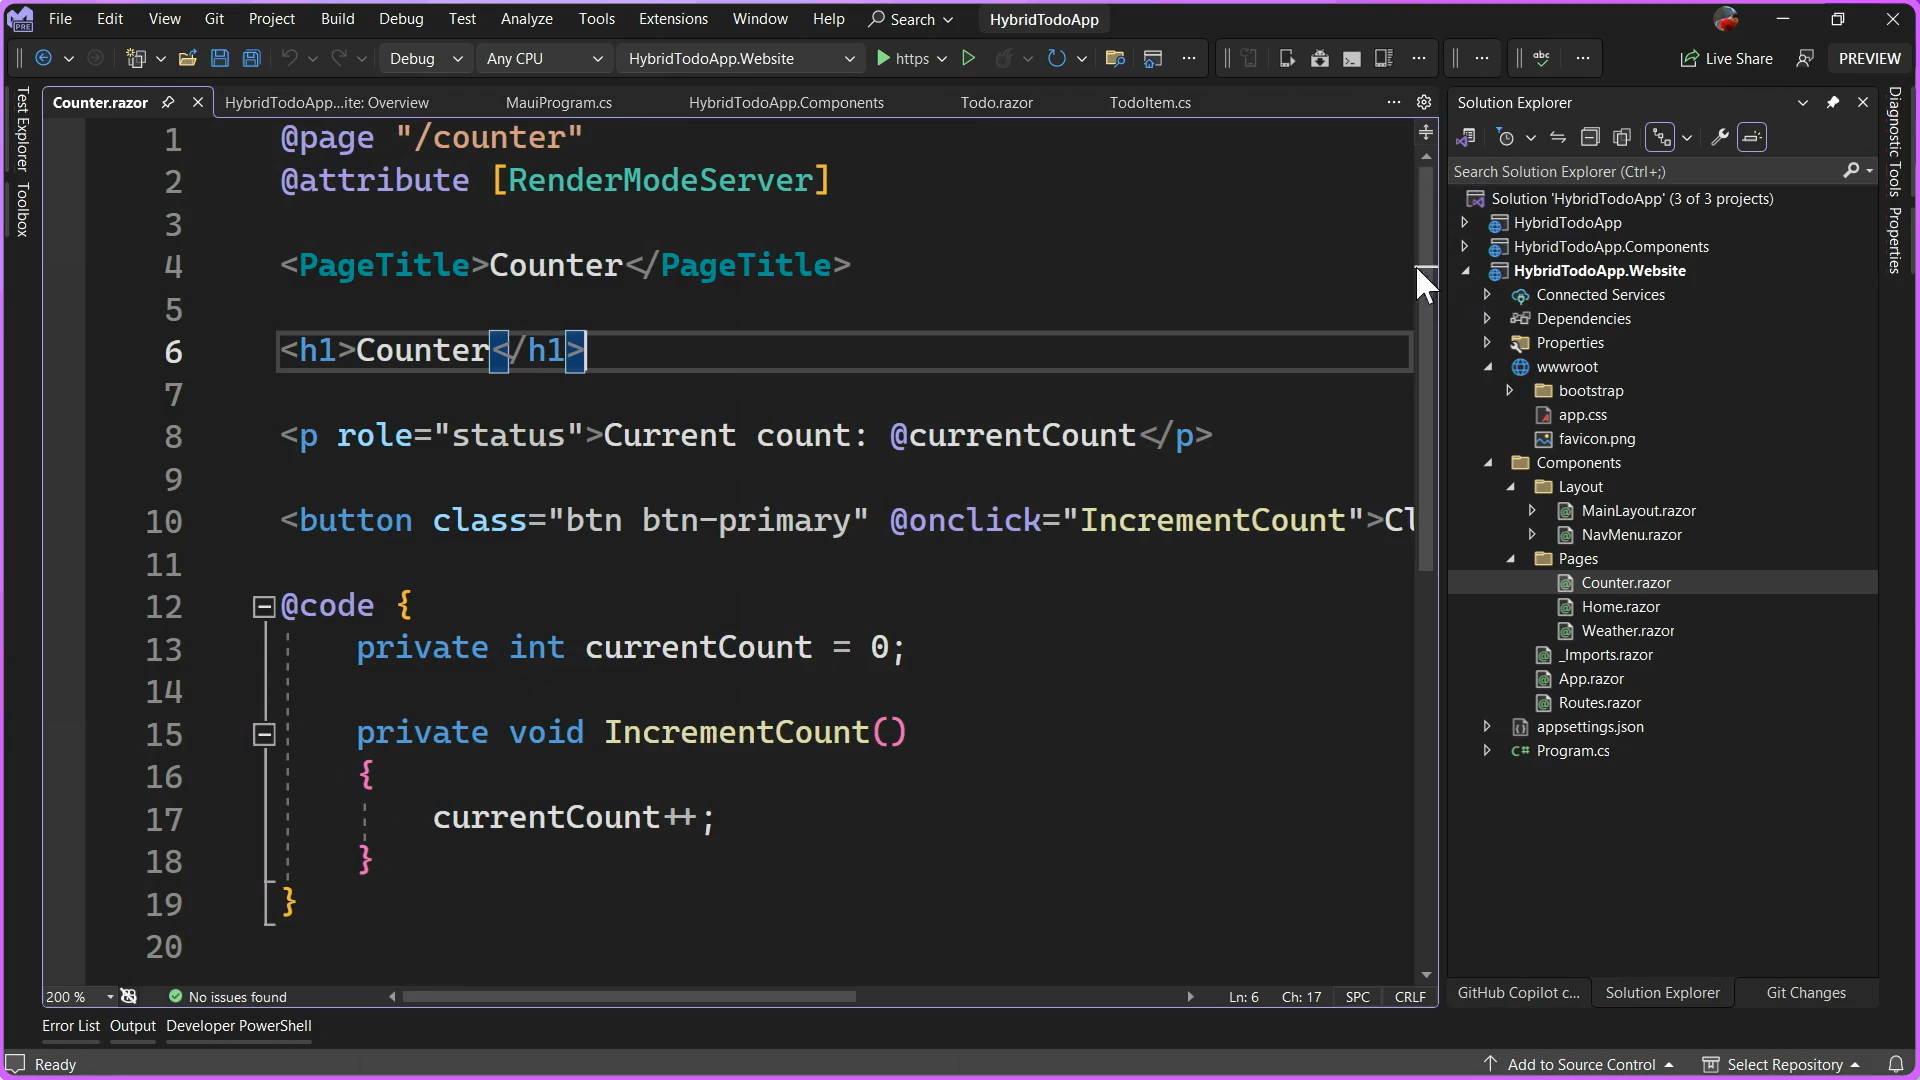 PRE File Edit View Git Project Build Debug Test Analyze Tools Extensions Window Help Search HybridTodoApp
Debug Any CPU HybridTodoApp.Website https abc Live Share PREVIEW
Test Explorer
Toolbox
Counter.razor HybridTodoApp...ite: Overview MauiProgram.cs HybridTodoApp.Components Todo.razor TodoItem.cs
1 @page "/counter"
2 @attribute [RenderModeServer]
3
4 <PageTitle>Counter</PageTitle>
5
6 <h1>Counter</h1>
7
8 <p role="status">Current count: @currentCount</p>
9
10 <button class="btn btn-primary" @onclick="IncrementCount">Cl
11
12 @code {
13 private int currentCount = 0;
14
15 private void IncrementCount()
16 {
17 currentCount++;
18 }
19 }
20
200 % No issues found Ln: 6 Ch: 17 SPC CRLF
Solution Explorer
Search Solution Explorer (Ctrl+;)
Solution 'HybridTodoApp' (3 of 3 projects)
HybridTodoApp
HybridTodoApp.Components
HybridTodoApp.Website
Connected Services
Dependencies
Properties
wwwroot
bootstrap
app.css
favicon.png
Components
Layout
MainLayout.razor
NavMenu.razor
Pages
Counter.razor
Home.razor
Weather.razor
_Imports.razor
App.razor
Routes.razor
appsettings.json
C# Program.cs
GitHub Copilot c... Solution Explorer Git Changes
Diagnostic Tools
Properties
Error List Output Developer PowerShell
Ready Add to Source Control Select Repository